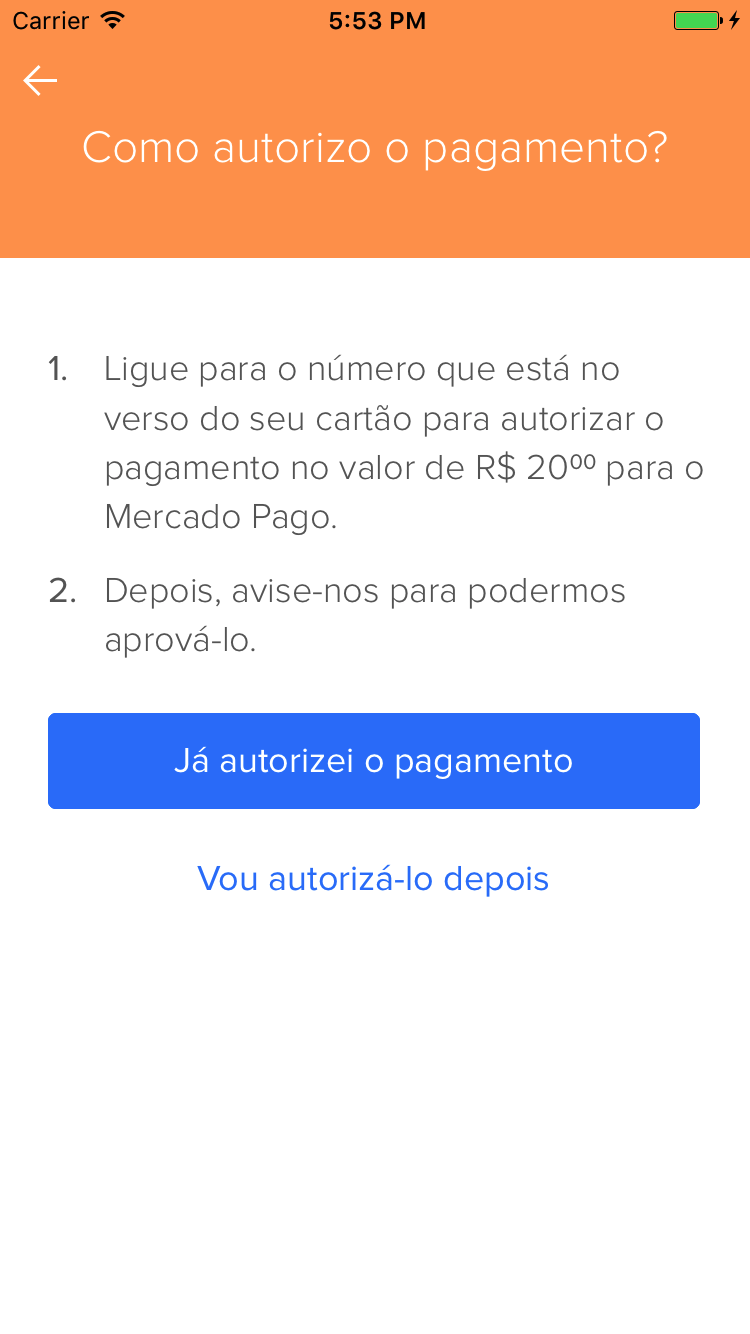 Carrier 5:53 PM
Como autorizo o pagamento?
1. Ligue para o número que está no
verso do seu cartão para autorizar o
pagamento no valor de R$ 20⁰⁰ para o
Mercado Pago.
2. Depois, avise-nos para podermos
aprová-lo.
Já autorizei o pagamento
Vou autorizá-lo depois